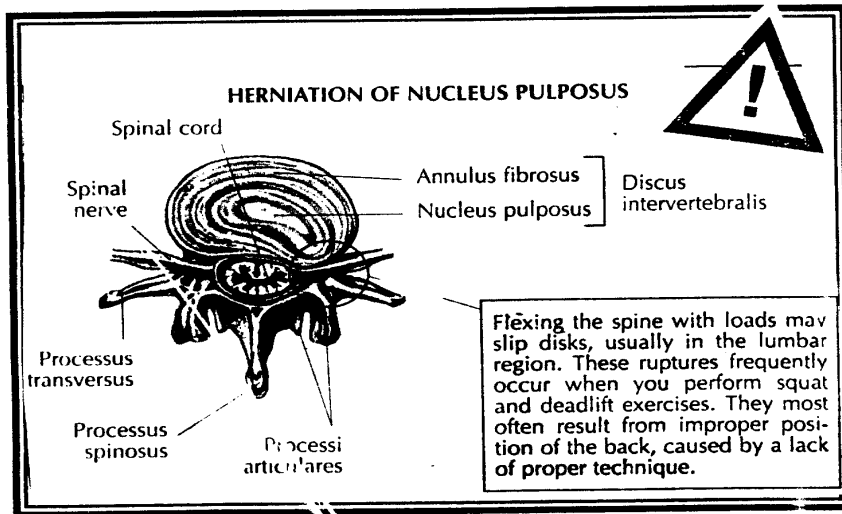 !
HERNIATION OF NUCLEUS PULPOSUS
Spinal cord
Spinal
nerve
Annulus fibrosus
Nucleus pulposus
Discus
intervertebralis
Processus
transversus
Processus
spinosus
Processi
articulares
Flexing the spine with loads may
slip disks, usually in the lumbar
region. These ruptures frequently
occur when you perform squat
and deadlift exercises. They most
often result from improper posi-
tion of the back, caused by a lack
of proper technique.